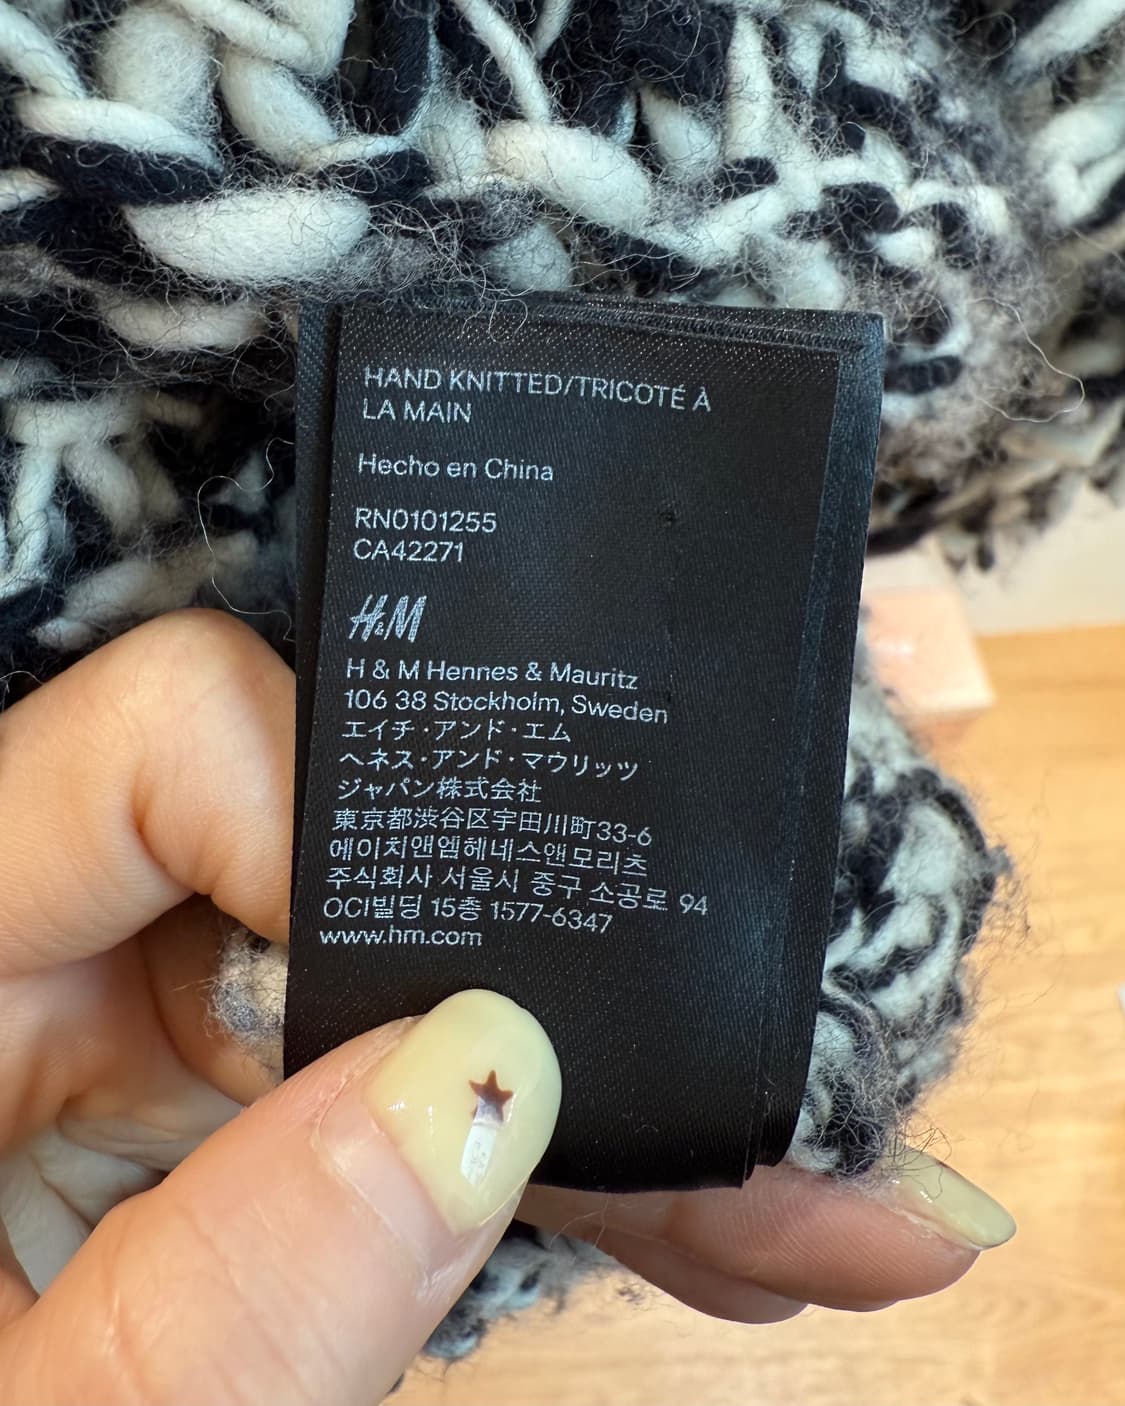 HAND KNITTED/TRICOTÉ À
LA MAIN
Hecho en China
RN0101255
CA42271
H&M
H & M Hennes & Mauritz
106 38 Stockholm, Sweden
エイチ・アンド・エム
ヘネス・アンド・マウリッツ
ジャパン株式会社
東京都渋谷区宇田川町33-6
에이치앤엠헤네스앤모리츠
주식회사 서울시 중구 소공로 94
OCI빌딩 15층 1577-6347
www.hm.com